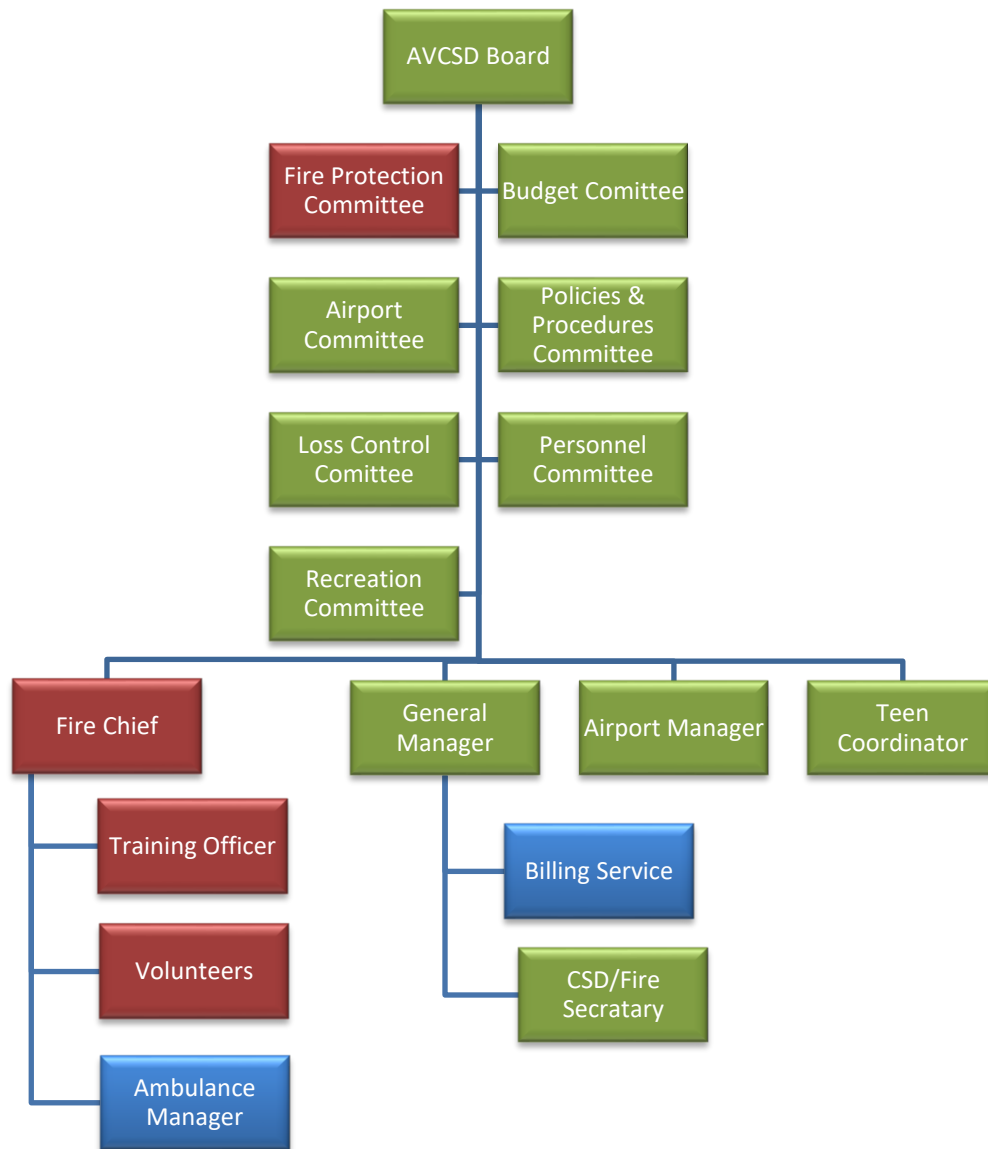 AVCSD Board
Fire Protection
Committee
Budget Comittee
Airport
Committee
Policies &
Procedures
Committee
Loss Control
Comittee
Personnel
Committee
Recreation
Committee
Fire Chief
General
Manager
Airport Manager
Teen
Coordinator
Training Officer
Billing Service
Volunteers
CSD/Fire
Secratary
Ambulance
Manager